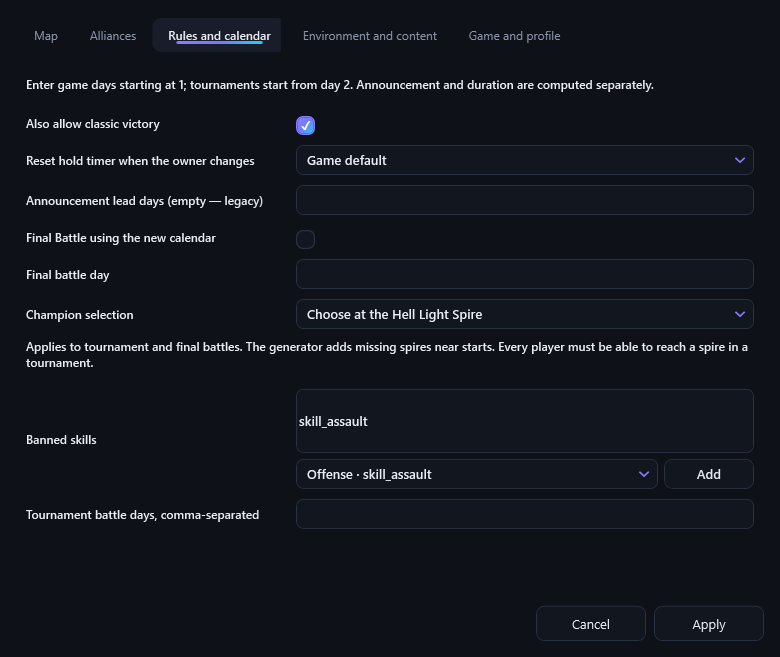 Map
Alliances
Rules and calendar
Environment and content
Game and profile
Enter game days starting at 1; tournaments start from day 2. Announcement and duration are computed separately.
Also allow classic victory
Reset hold timer when the owner changes
Game default
Announcement lead days (empty — legacy)
Final Battle using the new calendar
Final battle day
Champion selection
Choose at the Hell Light Spire
Applies to tournament and final battles. The generator adds missing spires near starts. Every player must be able to reach a spire in a
tournament.
Banned skills
skill_assault
Offense · skill_assault
Add
Tournament battle days, comma-separated
Cancel
Apply